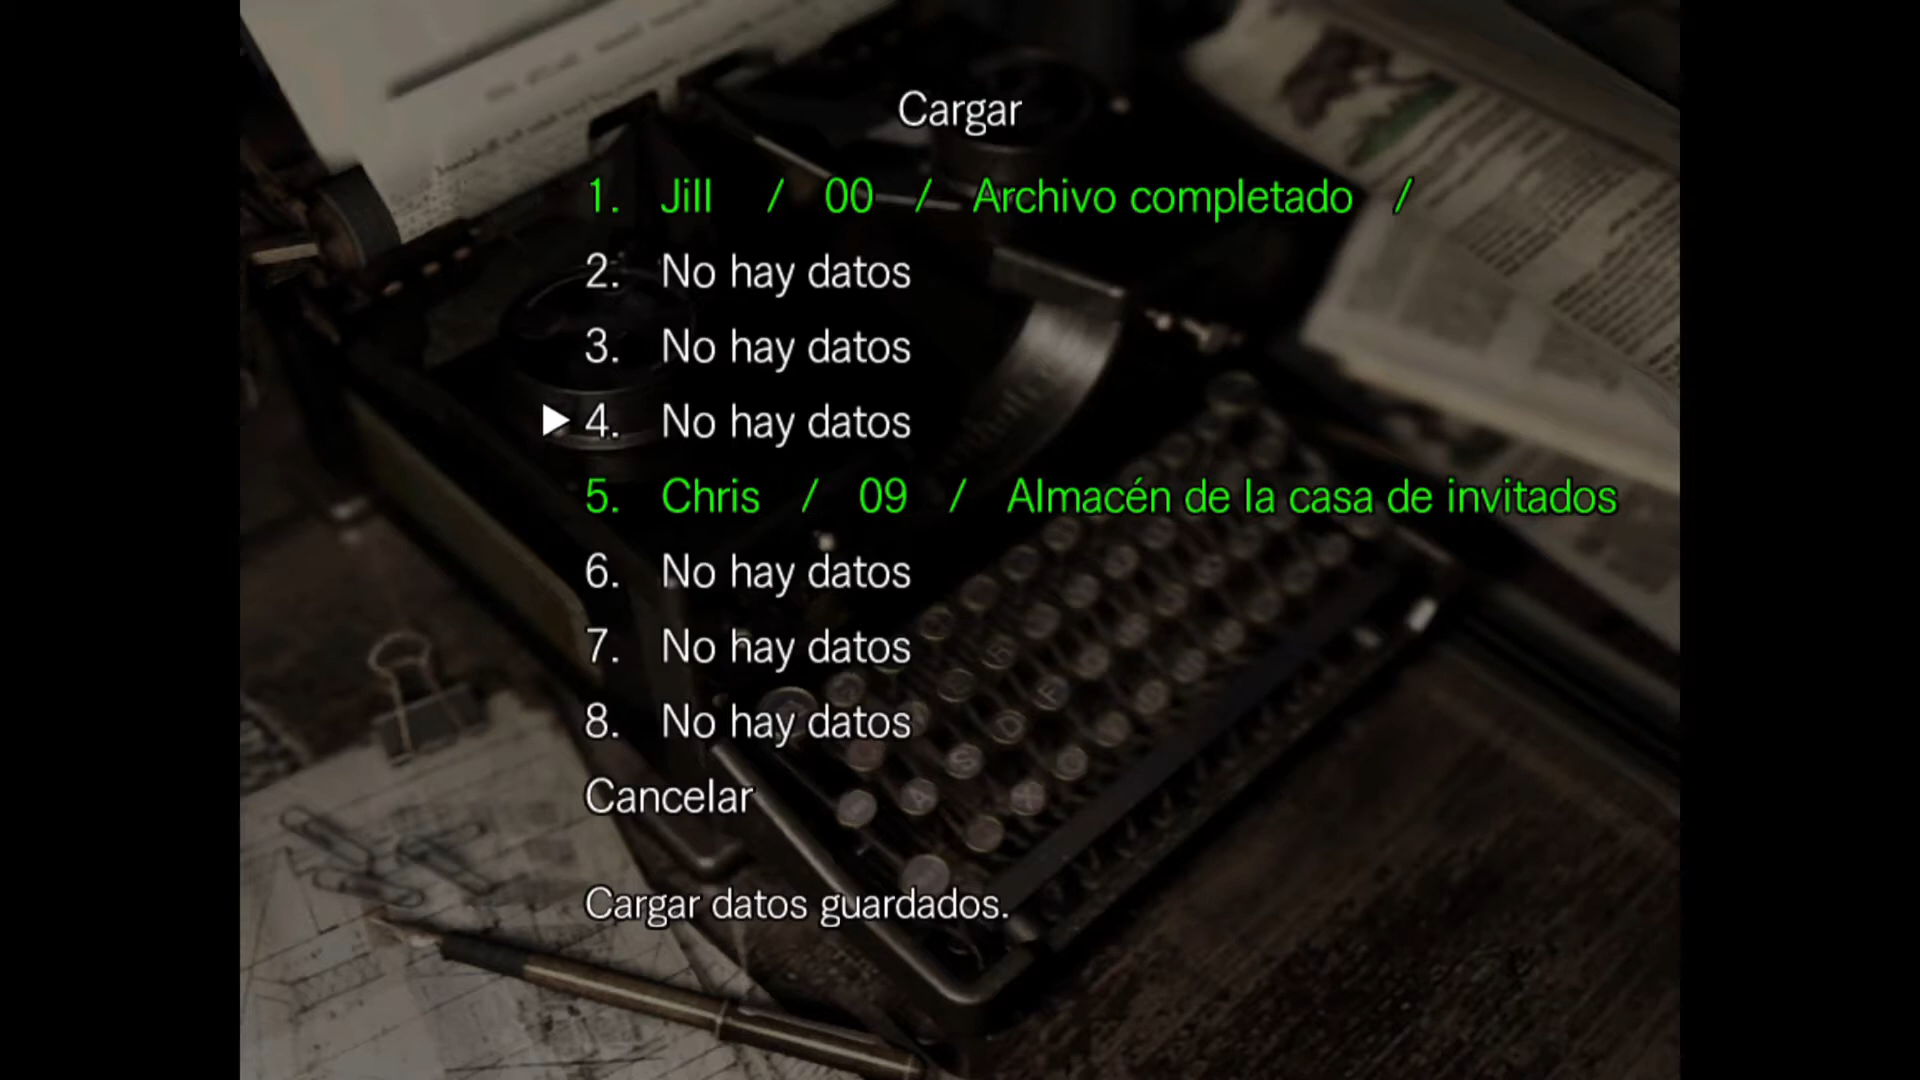 Cargar
1. Jill / 00 / Archivo completado /
2. No hay datos
3. No hay datos
4. No hay datos
5. Chris / 09 / Almacén de la casa de invitados
6. No hay datos
7. No hay datos
8. No hay datos
Cancelar
Cargar datos guardados.